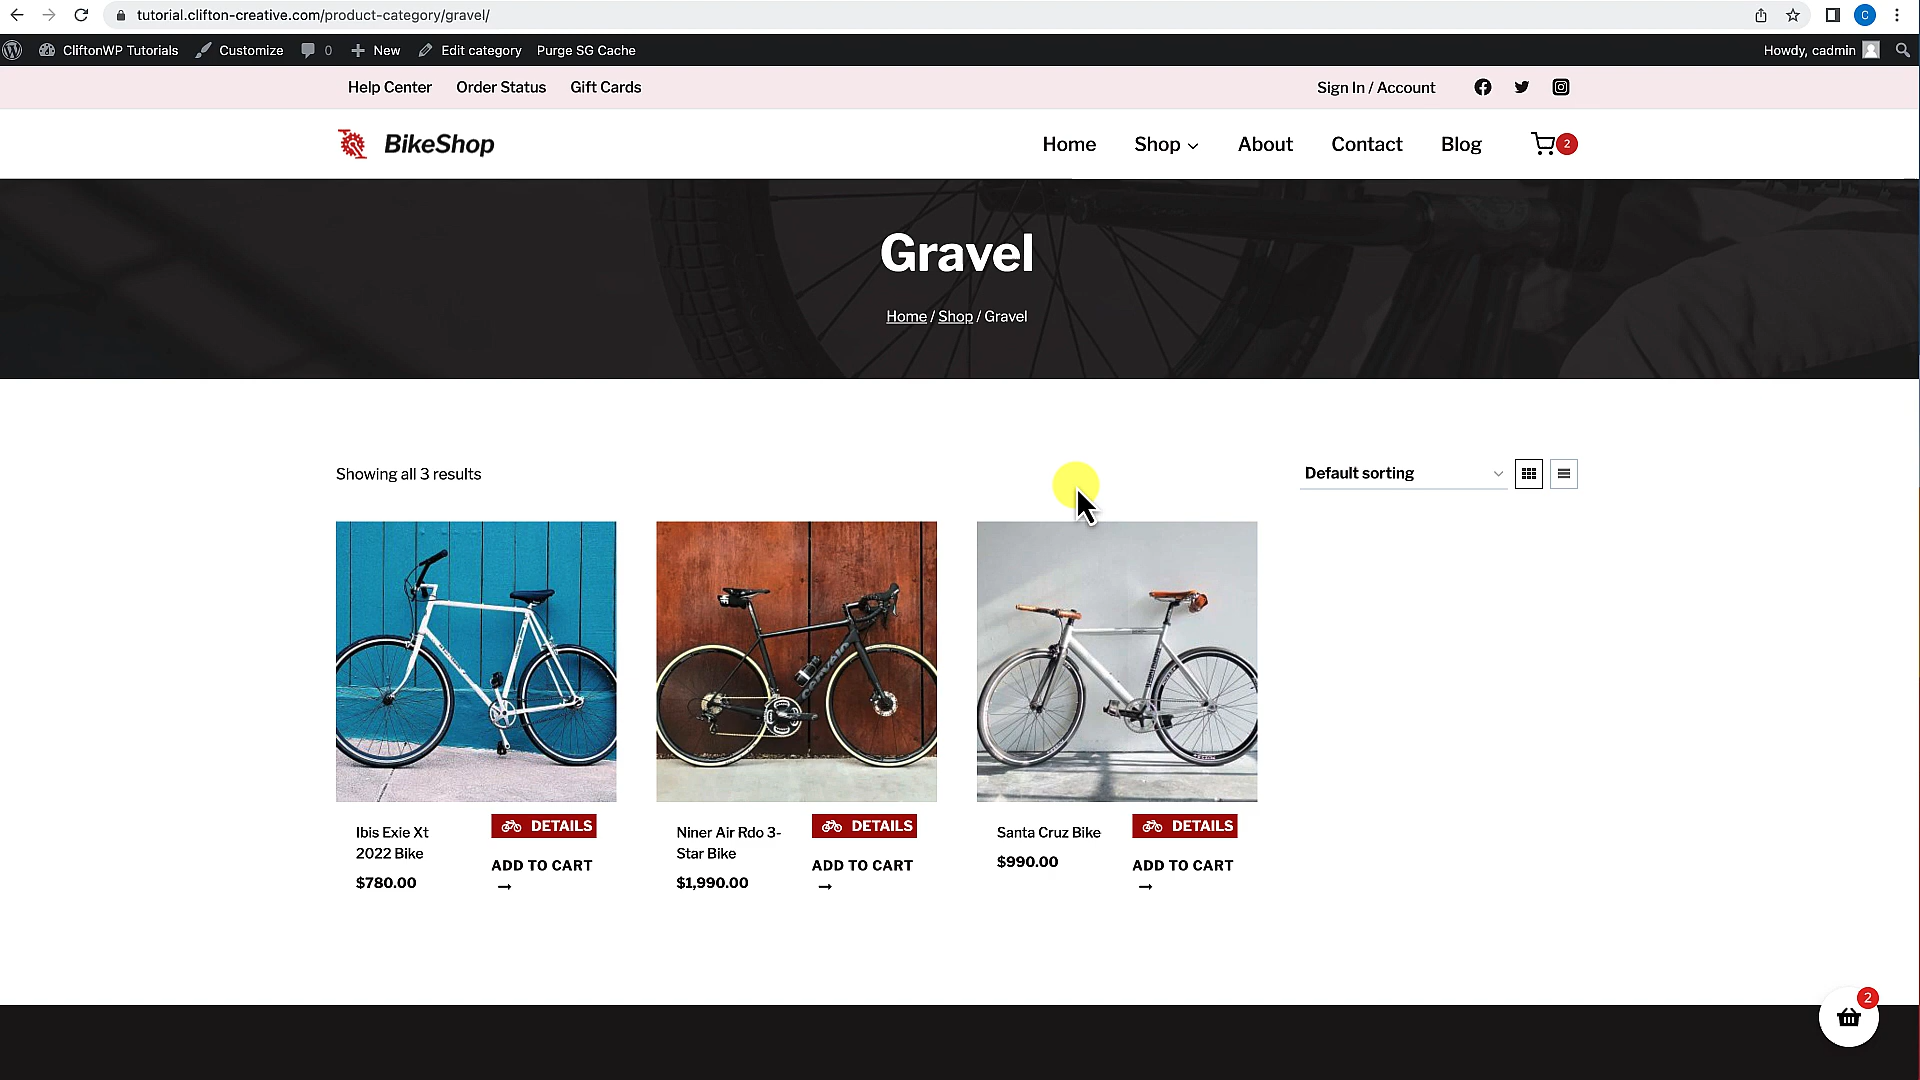 tutorial.clifton-creative.com/product-category/gravel/
C
CliftonWP Tutorials Customize 0 New Edit category Purge SG Cache Howdy, cadmin
Help Center Order Status Gift Cards Sign In / Account
BikeShop Home Shop About Contact Blog 2
Gravel
Home / Shop / Gravel
Showing all 3 results Default sorting
cervélo
Ibis Exie Xt
2022 Bike
$780.00
DETAILS
ADD TO CART
→
Niner Air Rdo 3-
Star Bike
$1,990.00
DETAILS
ADD TO CART
→
Santa Cruz Bike
$990.00
DETAILS
ADD TO CART
→
2